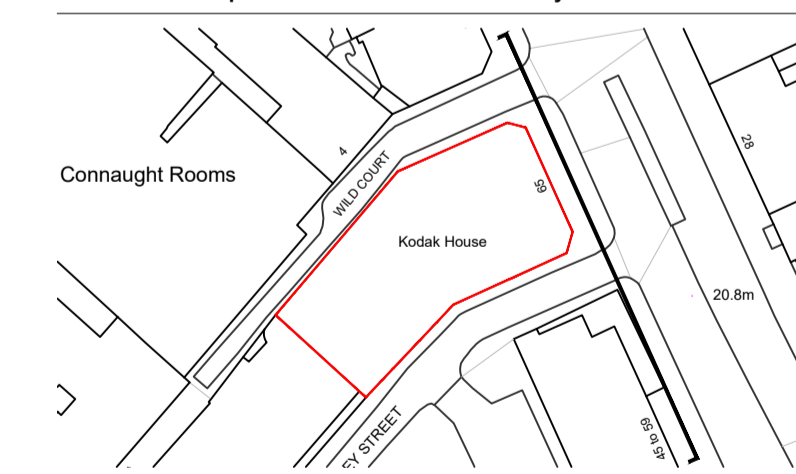 4
28
Connaught Rooms
WILD COURT
65
Kodak House
20.8m
EY STREET
45 to 59